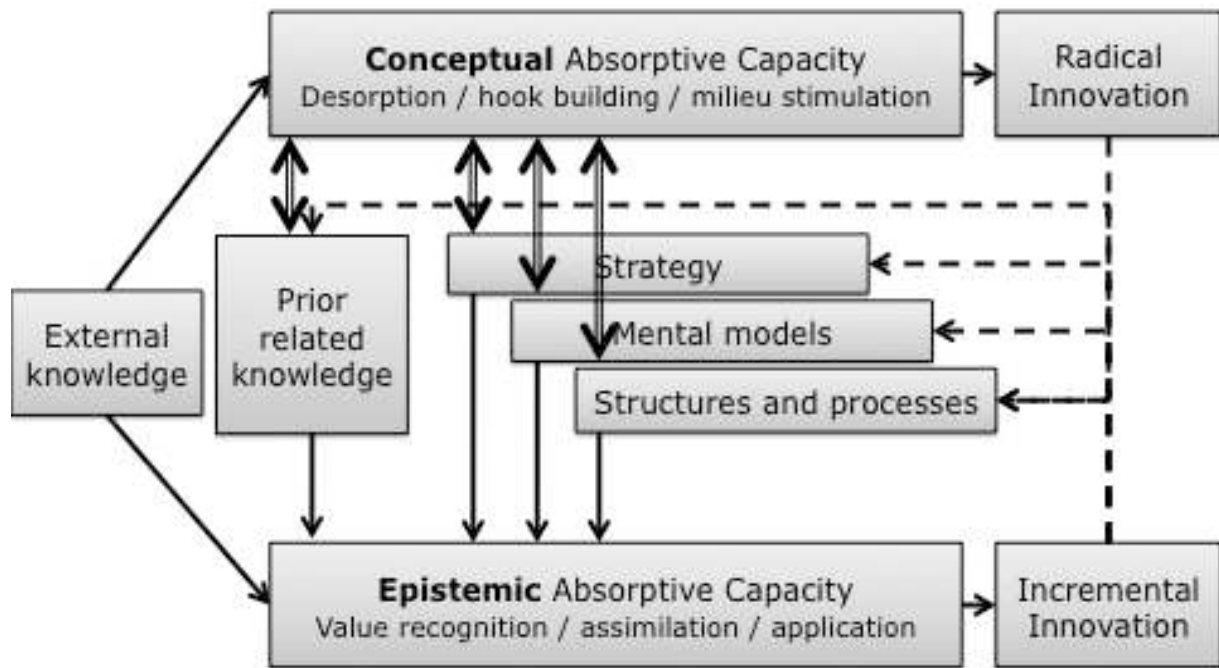 Conceptual Absorptive Capacity
Desorption / hook building / milieu stimulation
Radical
Innovation
External
knowledge
Prior
related
knowledge
Strategy
Mental models
Structures and processes
Epistemic Absorptive Capacity
Value recognition / assimilation / application
Incremental
Innovation